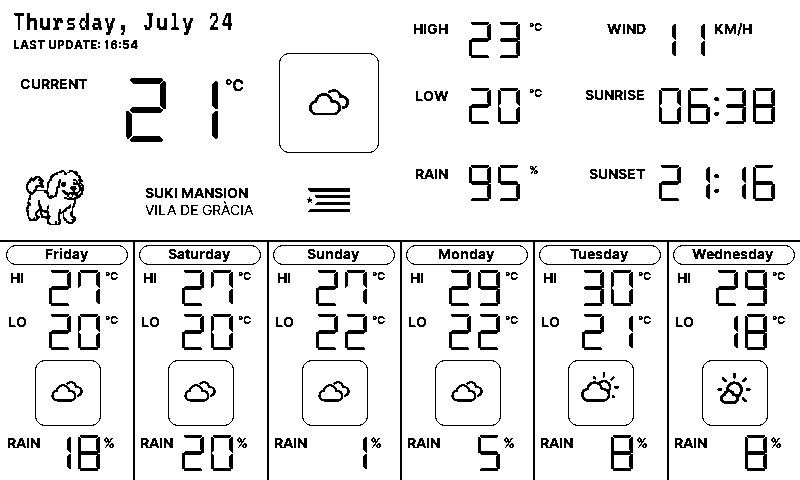 Thursday, July 24
LAST UPDATE: 16:54
CURRENT 21 °C
SUKI MANSION
VILA DE GRÀCIA
HIGH 23 °C
LOW 20 °C
RAIN 95 %
WIND 11 KM/H
SUNRISE 06:38
SUNSET 21:16
Friday
HI 27 °C
LO 20 °C
RAIN 18 %
Saturday
HI 27 °C
LO 20 °C
RAIN 20 %
Sunday
HI 27 °C
LO 22 °C
RAIN 1 %
Monday
HI 29 °C
LO 22 °C
RAIN 5 %
Tuesday
HI 30 °C
LO 21 °C
RAIN 8 %
Wednesday
HI 29 °C
LO 18 °C
RAIN 8 %